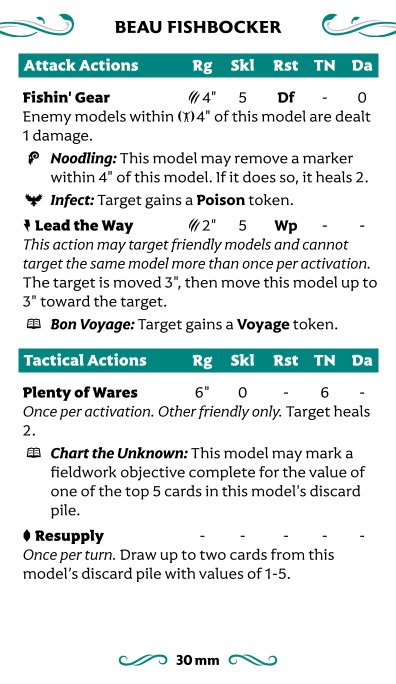 BEAU FISHBOCKER
Attack Actions Rg Skl Rst TN Da
Fishin' Gear 4" 5 Df - 0
Enemy models within 4" of this model are dealt
1 damage.
Noodling: This model may remove a marker
within 4" of this model. If it does so, it heals 2.
Infect: Target gains a Poison token.
Lead the Way 2" 5 Wp - -
This action may target friendly models and cannot
target the same model more than once per activation.
The target is moved 3", then move this model up to
3" toward the target.
Bon Voyage: Target gains a Voyage token.
Tactical Actions Rg Skl Rst TN Da
Plenty of Wares 6" 0 - 6 -
Once per activation. Other friendly only. Target heals
2.
Chart the Unknown: This model may mark a
fieldwork objective complete for the value of
one of the top 5 cards in this model's discard
pile.
Resupply - - - - -
Once per turn. Draw up to two cards from this
model's discard pile with values of 1-5.
30 mm